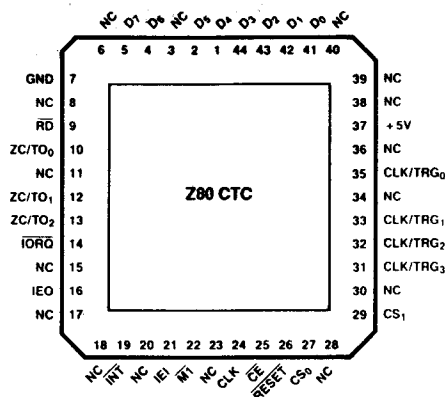 NC D7 D6 NC D5 D4 D3 D2 D1 D0 NC
6 5 4 3 2 1 44 43 42 41 40
GND 7 39 NC
NC 8 38 NC
RD 9 37 +5V
ZC/TO0 10 36 NC
NC 11 35 CLK/TRG0
ZC/TO1 12 34 NC
Z80 CTC
ZC/TO2 13 33 CLK/TRG1
IORQ 14 32 CLK/TRG2
NC 15 31 CLK/TRG3
IEO 16 30 NC
NC 17 29 CS1
18 19 20 21 22 23 24 25 26 27 28
NC INT NC IEI M1 NC CLK CE RESET CS0 NC